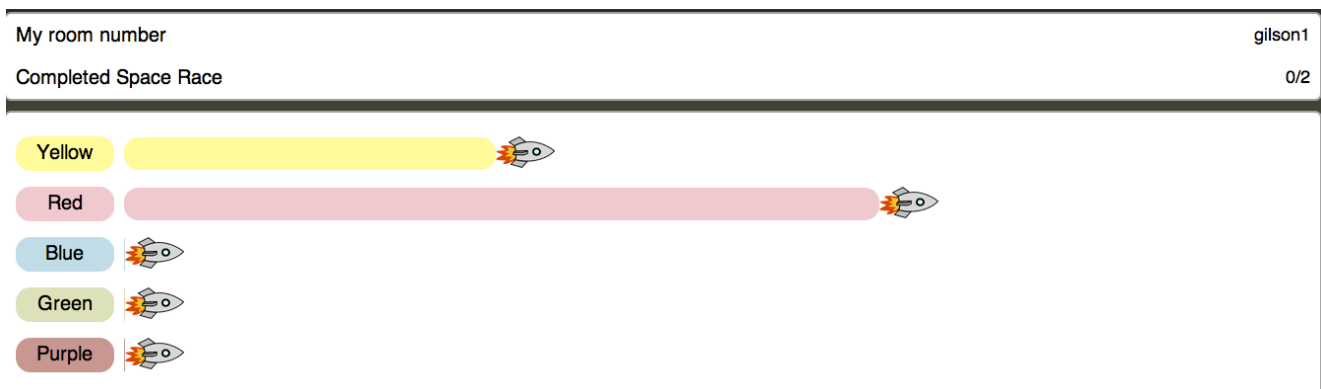 My room number gilson1
Completed Space Race 0/2
Yellow
Red
Blue
Green
Purple